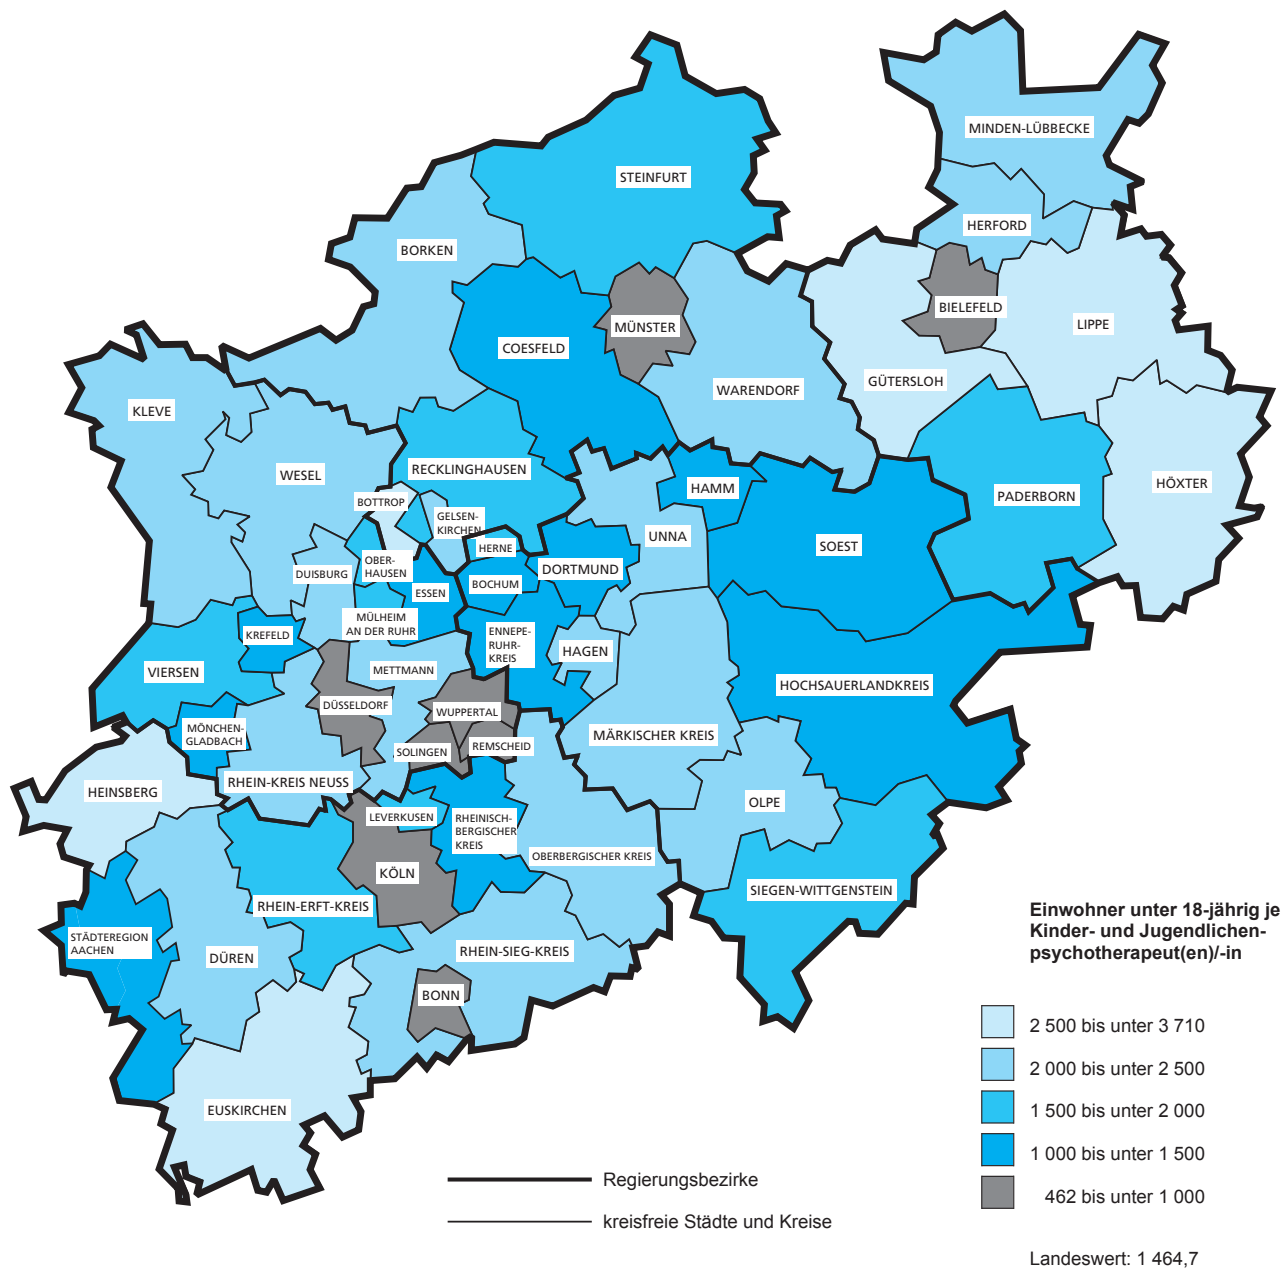 MINDEN-LÜBBECKE
STEINFURT
HERFORD
BORKEN
BIELEFELD
MÜNSTER
LIPPE
COESFELD
GÜTERSLOH
WARENDORF
KLEVE
RECKLINGHAUSEN
WESEL
HÖXTER
HAMM
PADERBORN
BOTTROP
GELSEN-
KIRCHEN
UNNA
SOEST
HERNE
OBER-
HAUSEN
DORTMUND
DUISBURG
BOCHUM
ESSEN
MÜLHEIM
AN DER RUHR
KREFELD
ENNEPE-
RUHR-
KREIS
HAGEN
VIERSEN
METTMANN
HOCHSAUERLANDKREIS
DÜSSELDORF
WUPPERTAL
MÖNCHEN-
GLADBACH
MÄRKISCHER KREIS
REMSCHEID
SOLINGEN
RHEIN-KREIS NEUSS
HEINSBERG
OLPE
LEVERKUSEN
RHEINISCH-
BERGISCHER
KREIS
OBERBERGISCHER KREIS
KÖLN
SIEGEN-WITTGENSTEIN
RHEIN-ERFT-KREIS
STÄDTEREGION
AACHEN
RHEIN-SIEG-KREIS
DÜREN
BONN
EUSKIRCHEN
Einwohner unter 18-jährig je
Kinder- und Jugendlichen-
psychotherapeut(en)/-in
2 500 bis unter 3 710
2 000 bis unter 2 500
1 500 bis unter 2 000
1 000 bis unter 1 500
462 bis unter 1 000
Regierungsbezirke
kreisfreie Städte und Kreise
Landeswert: 1 464,7